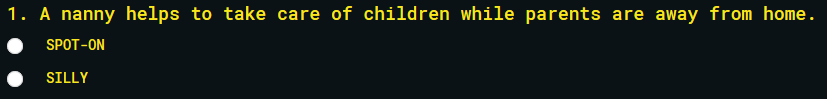 1. A nanny helps to take care of children while parents are away from home.
SPOT-ON
SILLY